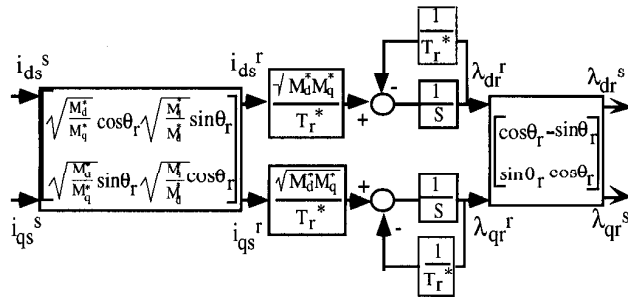 1
T_r*
i_ds^s
i_ds^r
λ_dr^r
λ_dr^s
√(M_d*/M_q*) cosθ_r √(M_q*/M_d*) sinθ_r
√(M_d* M_q*)
T_r*
-
+
1
S
cosθ_r -sinθ_r
√(M_d*/M_q*) sinθ_r √(M_q*/M_d*) cosθ_r
√(M_d* M_q*)
T_r*
+
-
1
S
sinθ_r cosθ_r
i_qs^s
i_qs^r
λ_qr^r
λ_qr^s
1
T_r*